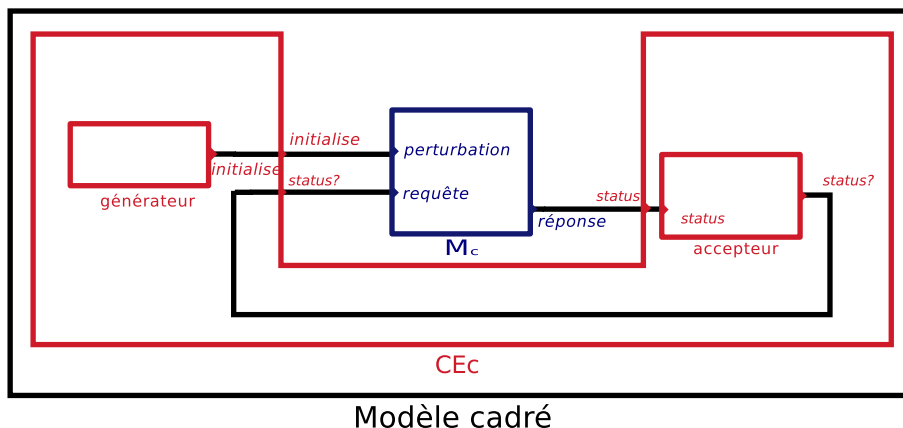 initialise
perturbation
initialise
status?
status?
requête
status
générateur
réponse
status
Mc
accepteur
CEc
Modèle cadré